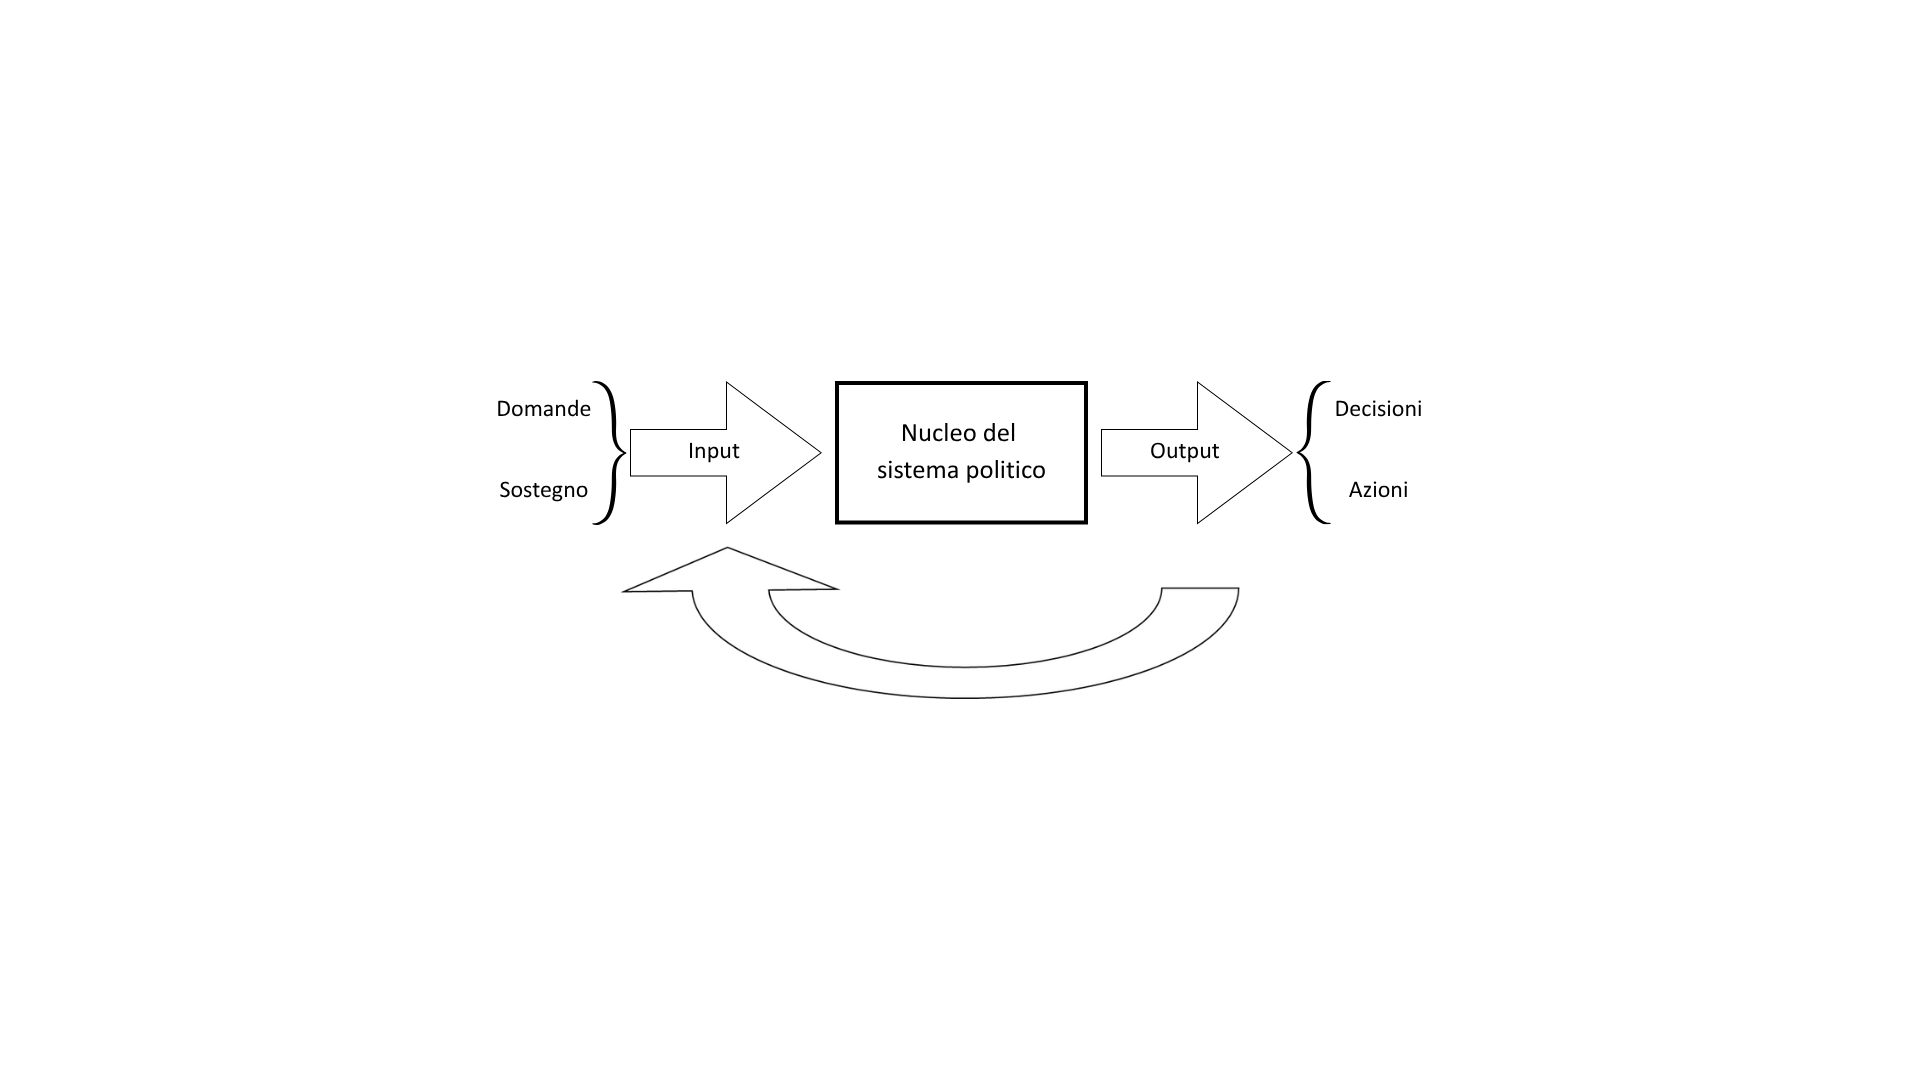 Domande
Sostegno
Input
Nucleo del
sistema politico
Output
Decisioni
Azioni